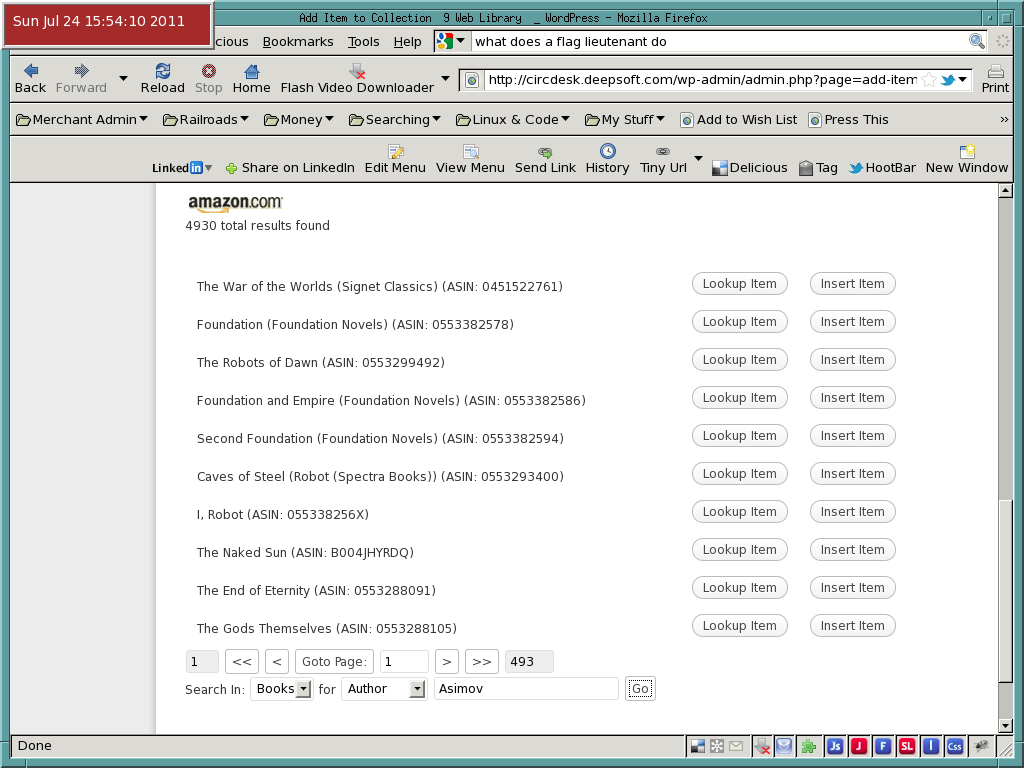 Sun Jul 24 15:54:10 2011
Add Item to Collection 9 Web Library _ WordPress - Mozilla Firefox
cious Bookmarks Tools Help what does a flag lieutenant do
Back Forward Reload Stop Home Flash Video Downloader http://circdesk.deepsoft.com/wp-admin/admin.php?page=add-item Print
Merchant Admin Railroads Money Searching Linux & Code My Stuff Add to Wish List Press This »
Linked in Share on LinkedIn Edit Menu View Menu Send Link History Tiny Url Delicious Tag HootBar New Window
amazon.com
4930 total results found
The War of the Worlds (Signet Classics) (ASIN: 0451522761) Lookup Item Insert Item
Foundation (Foundation Novels) (ASIN: 0553382578) Lookup Item Insert Item
The Robots of Dawn (ASIN: 0553299492) Lookup Item Insert Item
Foundation and Empire (Foundation Novels) (ASIN: 0553382586) Lookup Item Insert Item
Second Foundation (Foundation Novels) (ASIN: 0553382594) Lookup Item Insert Item
Caves of Steel (Robot (Spectra Books)) (ASIN: 0553293400) Lookup Item Insert Item
I, Robot (ASIN: 055338256X) Lookup Item Insert Item
The Naked Sun (ASIN: B004JHYRDQ) Lookup Item Insert Item
The End of Eternity (ASIN: 0553288091) Lookup Item Insert Item
The Gods Themselves (ASIN: 0553288105) Lookup Item Insert Item
1 << < Goto Page: 1 > >> 493
Search In: Books for Author Asimov Go
Done Js J F SL I Css